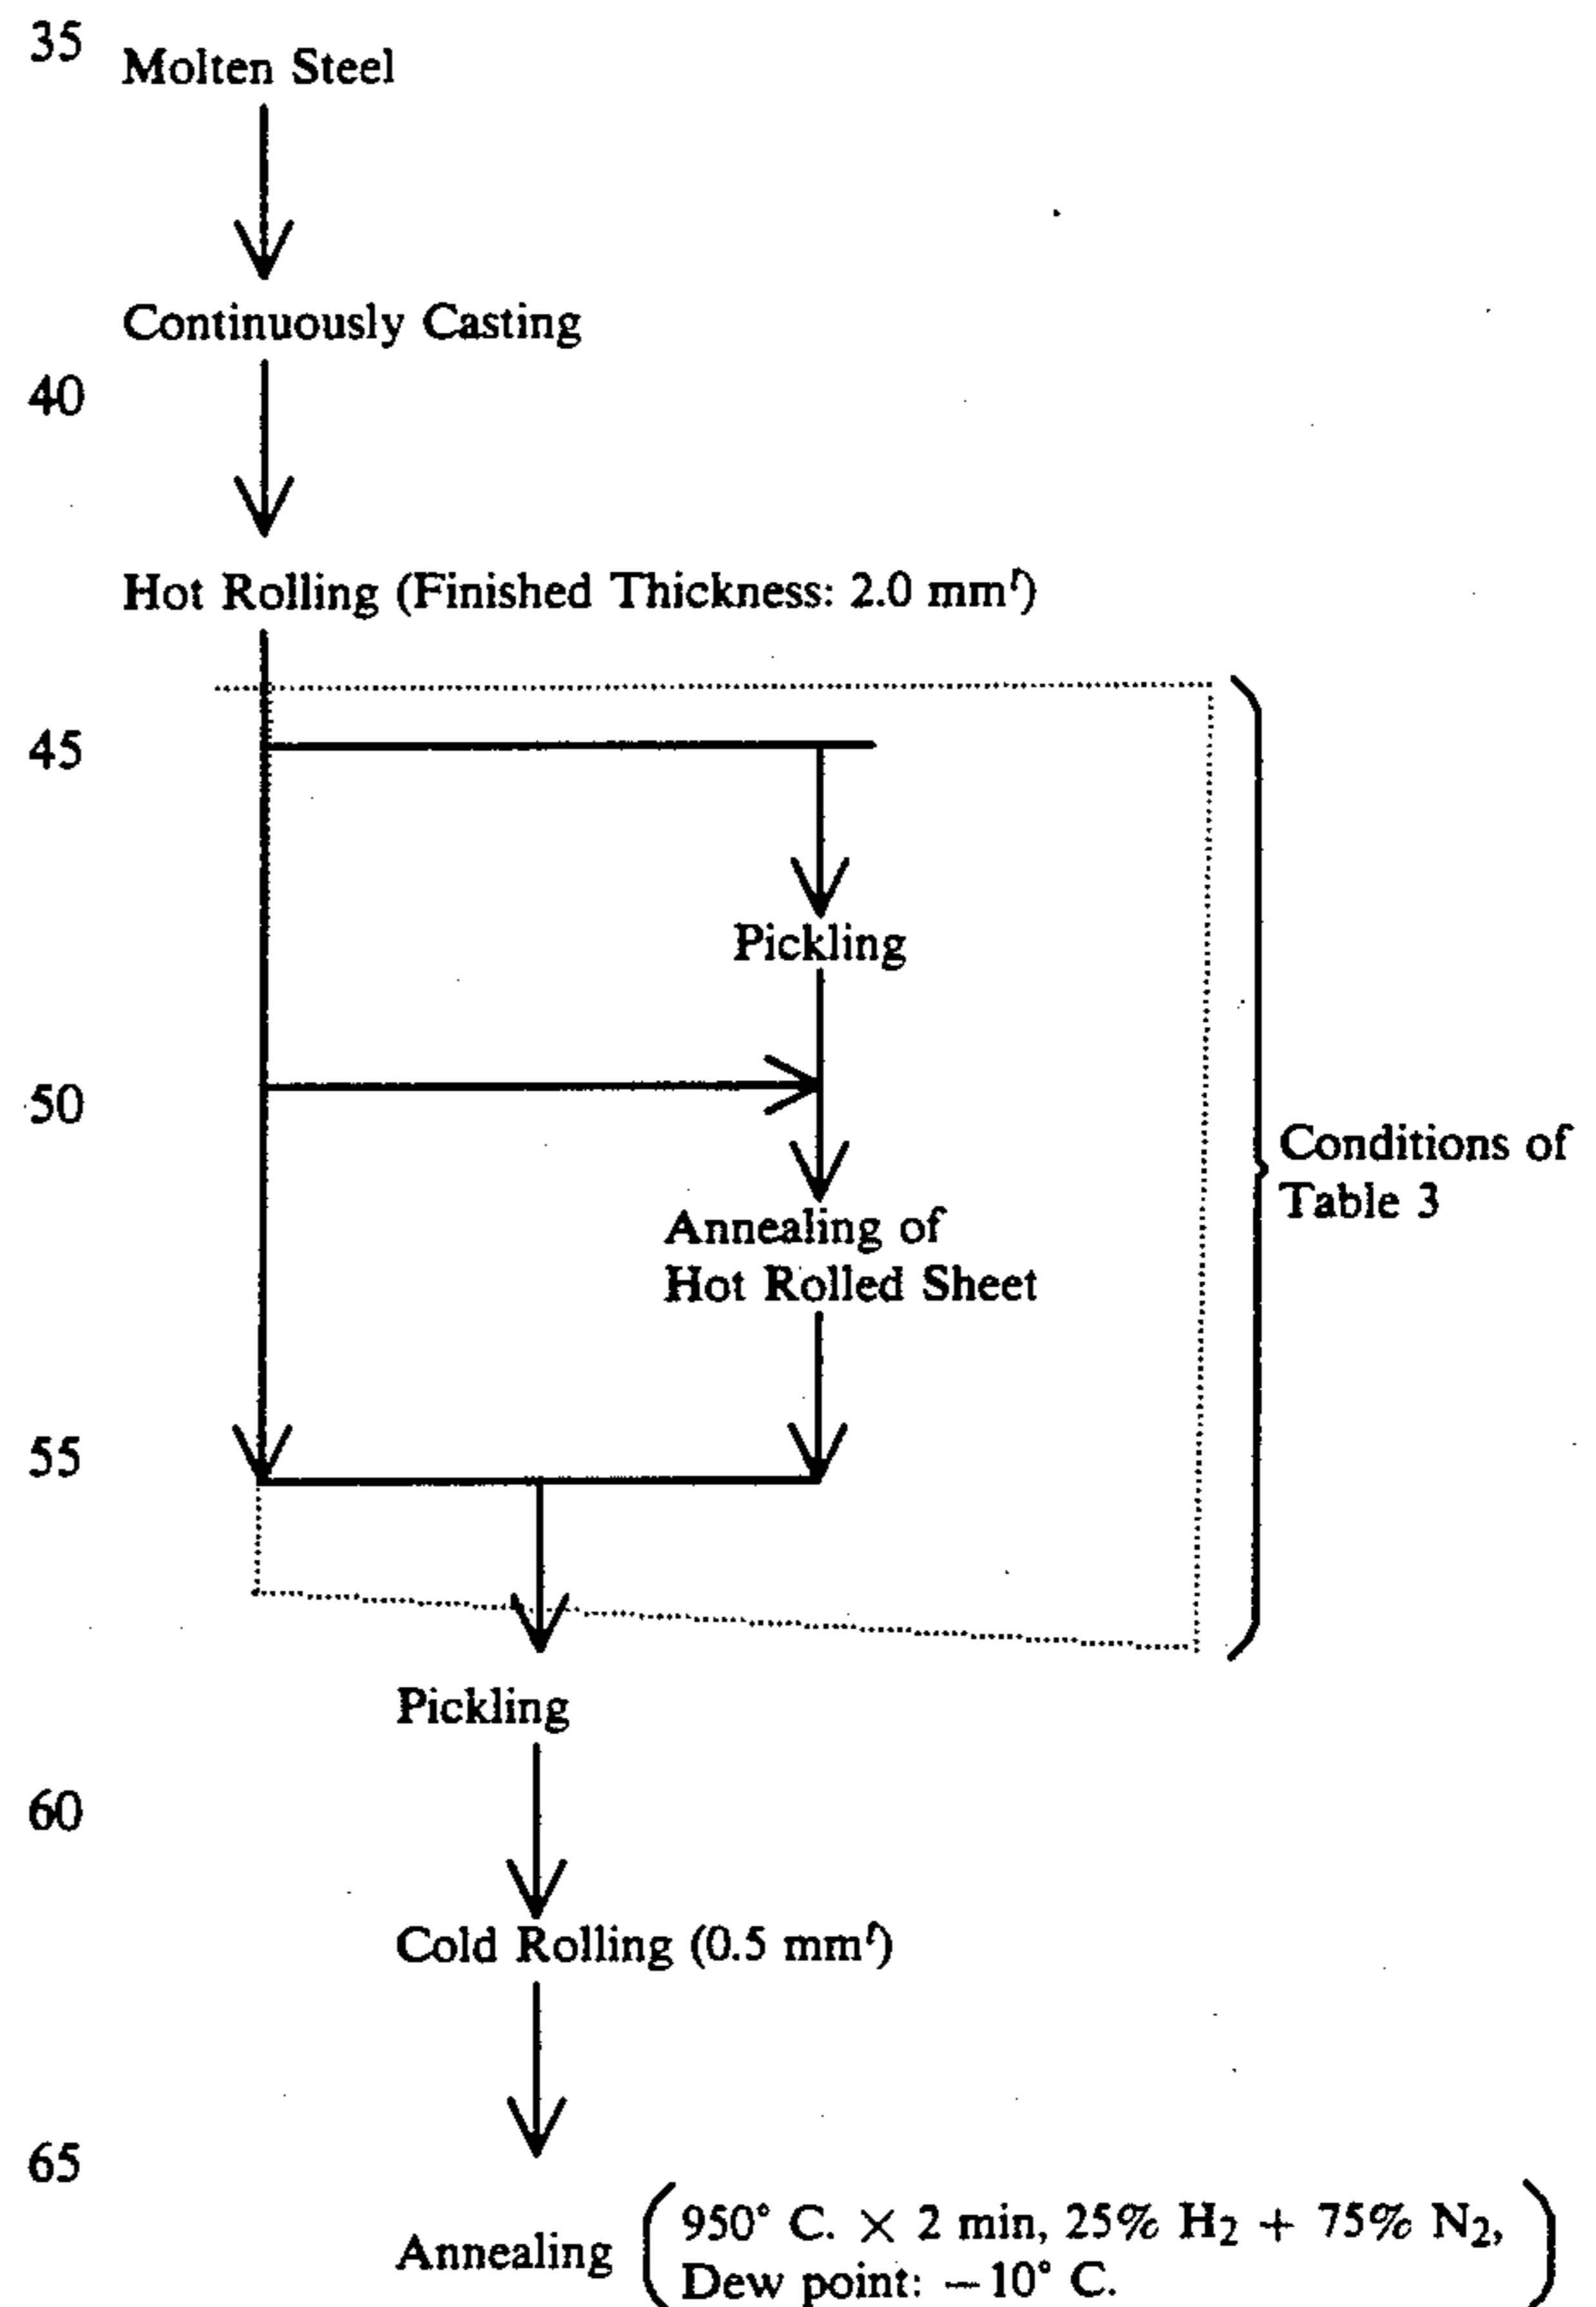 35
Molten Steel
Continuously Casting
40
Hot Rolling (Finished Thickness: 2.0 mmᵗ)
45
Pickling
50
Conditions of
Table 3
Annealing of
Hot Rolled Sheet
55
Pickling
60
Cold Rolling (0.5 mmᵗ)
65
Annealing (950° C. × 2 min, 25% H₂ + 75% N₂,
Dew point: −10° C.)